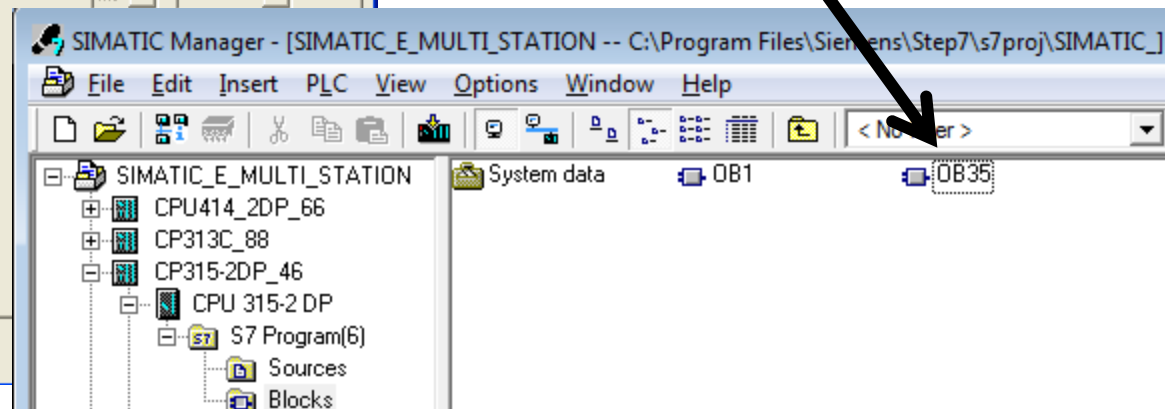 SIMATIC Manager - [SIMATIC_E_MULTI_STATION -- C:\Program Files\Siemens\Step7\s7proj\SIMATIC_]
File Edit Insert PLC View Options Window Help
< No er >
SIMATIC_E_MULTI_STATION System data OB1 OB35
CPU414_2DP_66
CP313C_88
CP315-2DP_46
CPU 315-2 DP
S7 Program(6)
Sources
Blocks